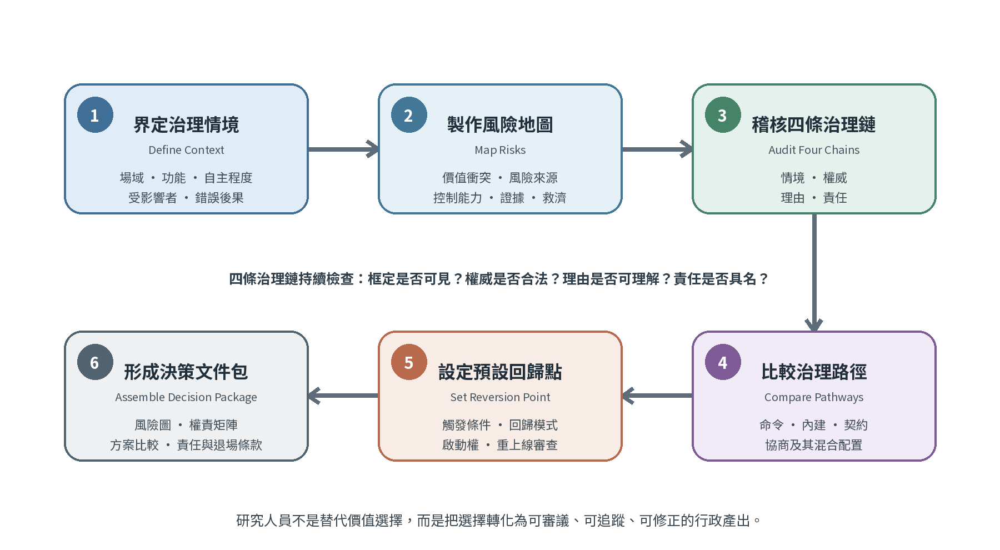 1
界定治理情境
Define Context
場域 • 功能 • 自主程度
受影響者 • 錯誤後果
2
製作風險地圖
Map Risks
價值衝突 • 風險來源
控制能力 • 證據 • 救濟
3
稽核四條治理鏈
Audit Four Chains
情境 • 權威
理由 • 責任
四條治理鏈持續檢查：框定是否可見？權威是否合法？理由是否可理解？責任是否具名？
4
比較治理路徑
Compare Pathways
命令 • 內建 • 契約
協商及其混合配置
5
設定預設回歸點
Set Reversion Point
觸發條件 • 回歸模式
啟動權 • 重上線審查
6
形成決策文件包
Assemble Decision Package
風險圖 • 權責矩陣
方案比較 • 責任與退場條款
研究人員不是替代價值選擇，而是把選擇轉化為可審議、可追蹤、可修正的行政產出。